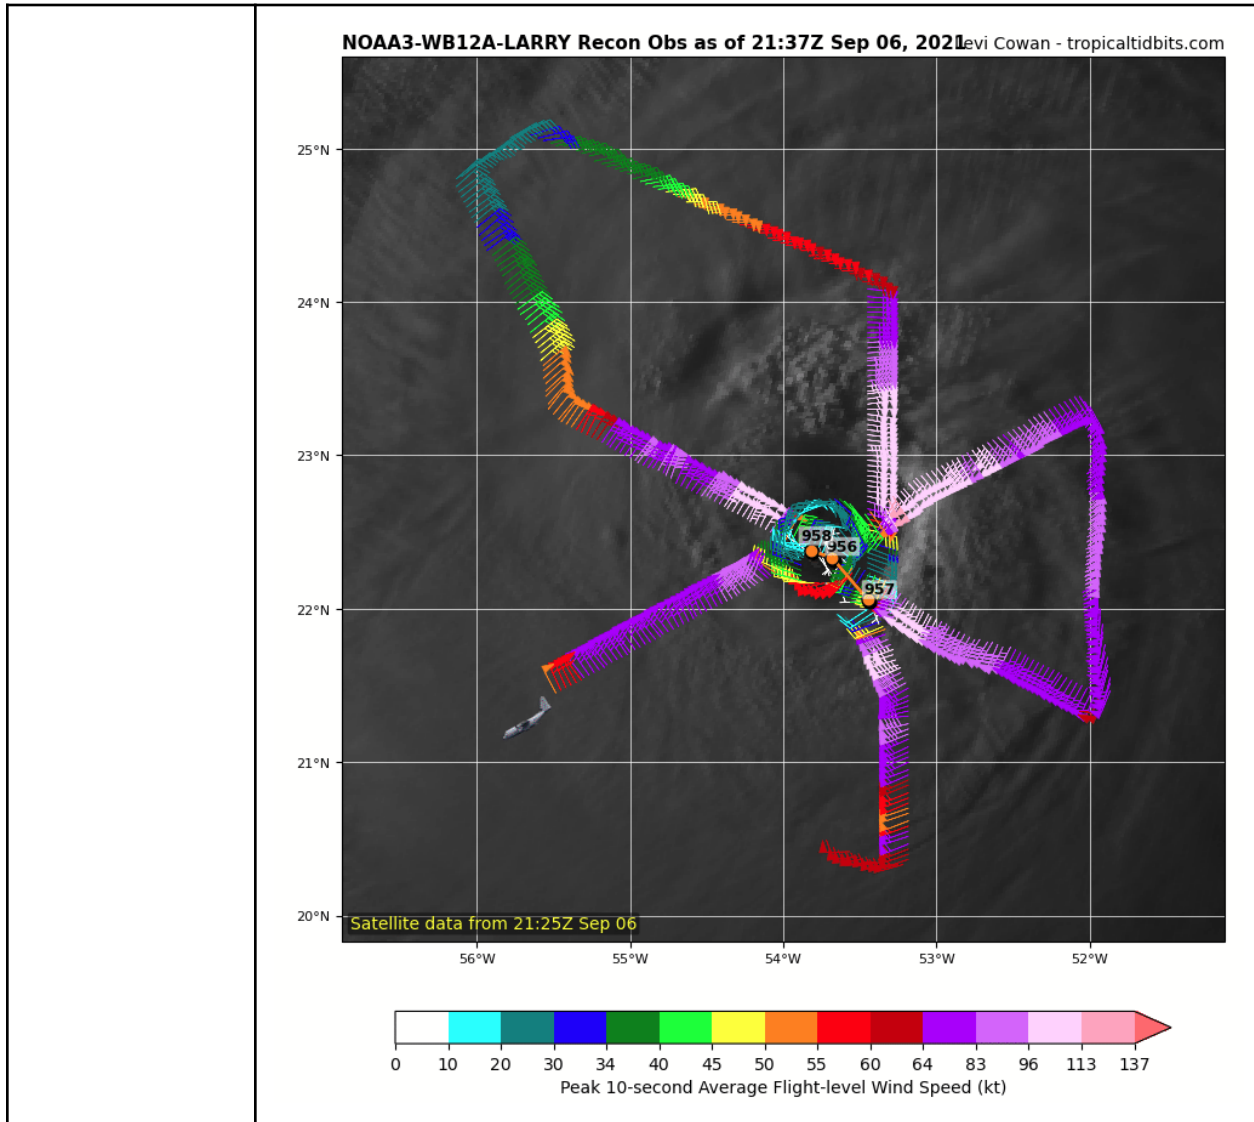 NOAA3-WB12A-LARRY Recon Obs as of 21:37Z Sep 06, 2021 Levi Cowan - tropicaltidbits.com
25°N
24°N
23°N
958
956
957
22°N
21°N
20°N
Satellite data from 21:25Z Sep 06
56°W 55°W 54°W 53°W 52°W
0 10 20 30 34 40 45 50 55 60 64 83 96 113 137
Peak 10-second Average Flight-level Wind Speed (kt)